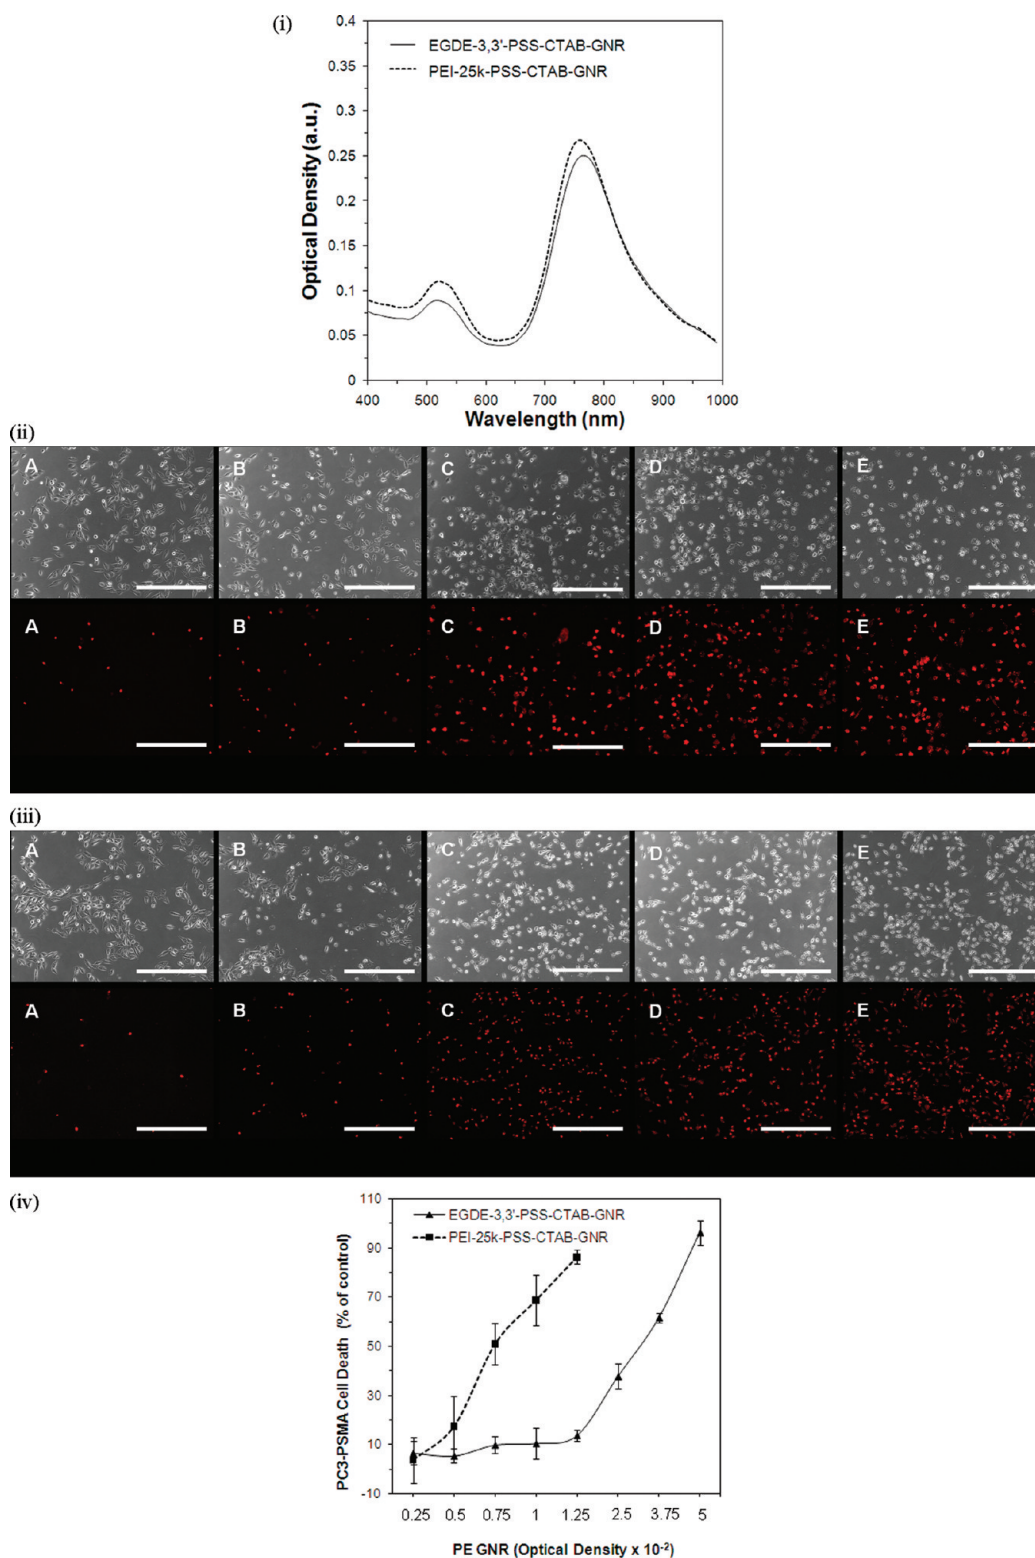 (i)
0.4
0.35
0.3
0.25
0.2
0.15
0.1
0.05
0
EGDE-3,3'-PSS-CTAB-GNR
PEI-25k-PSS-CTAB-GNR
Optical Density (a.u.)
400 500 600 700 800 900 1000
Wavelength (nm)
(ii)
A B C D E
A B C D E
(iii)
A B C D E
A B C D E
(iv)
110
90
70
50
30
10
-10
EGDE-3,3'-PSS-CTAB-GNR
PEI-25k-PSS-CTAB-GNR
PC3-PSMA Cell Death (% of control)
0.25 0.5 0.75 1 1.25 2.5 3.75 5
PE GNR (Optical Density x 10⁻²)